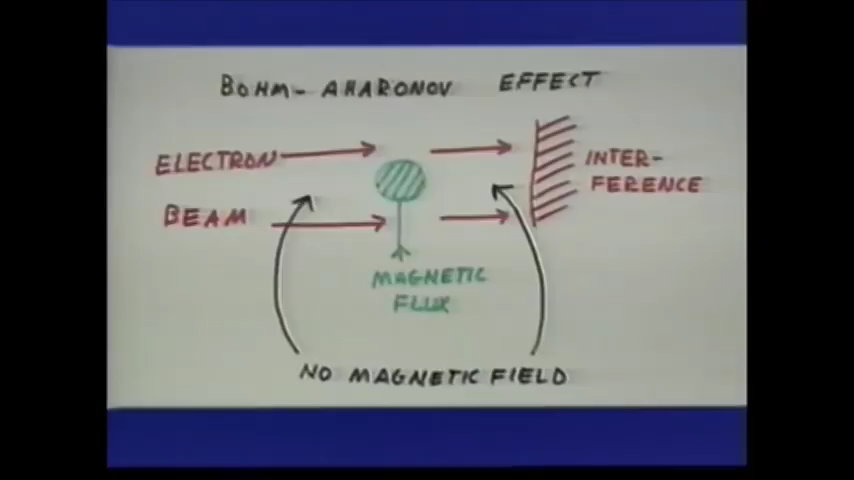 BOHM- AHARONOV EFFECT
ELECTRON
BEAM
MAGNETIC
FLUX
INTER-
FERENCE
NO MAGNETIC FIELD